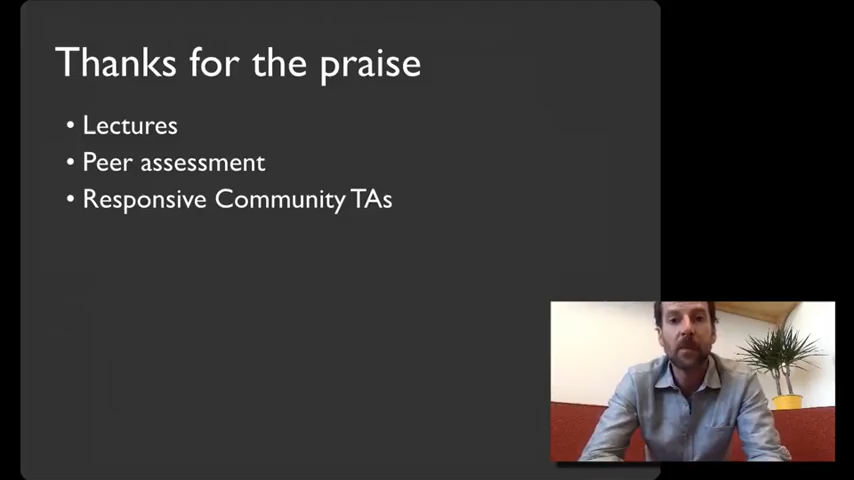 Thanks for the praise
• Lectures
• Peer assessment
• Responsive Community TAs